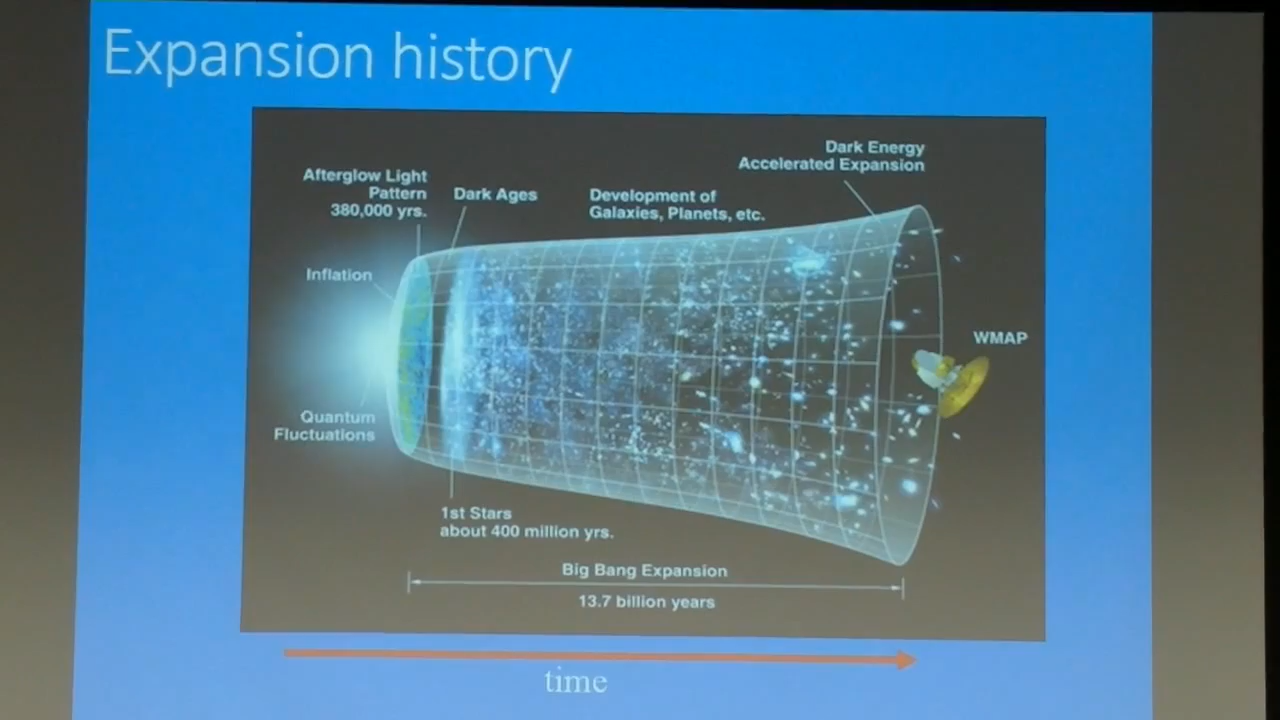 Expansion history
Dark Energy
Accelerated Expansion
Afterglow Light
Pattern
380,000 yrs.
Dark Ages
Development of
Galaxies, Planets, etc.
Inflation
WMAP
Quantum
Fluctuations
1st Stars
about 400 million yrs.
Big Bang Expansion
13.7 billion years
time